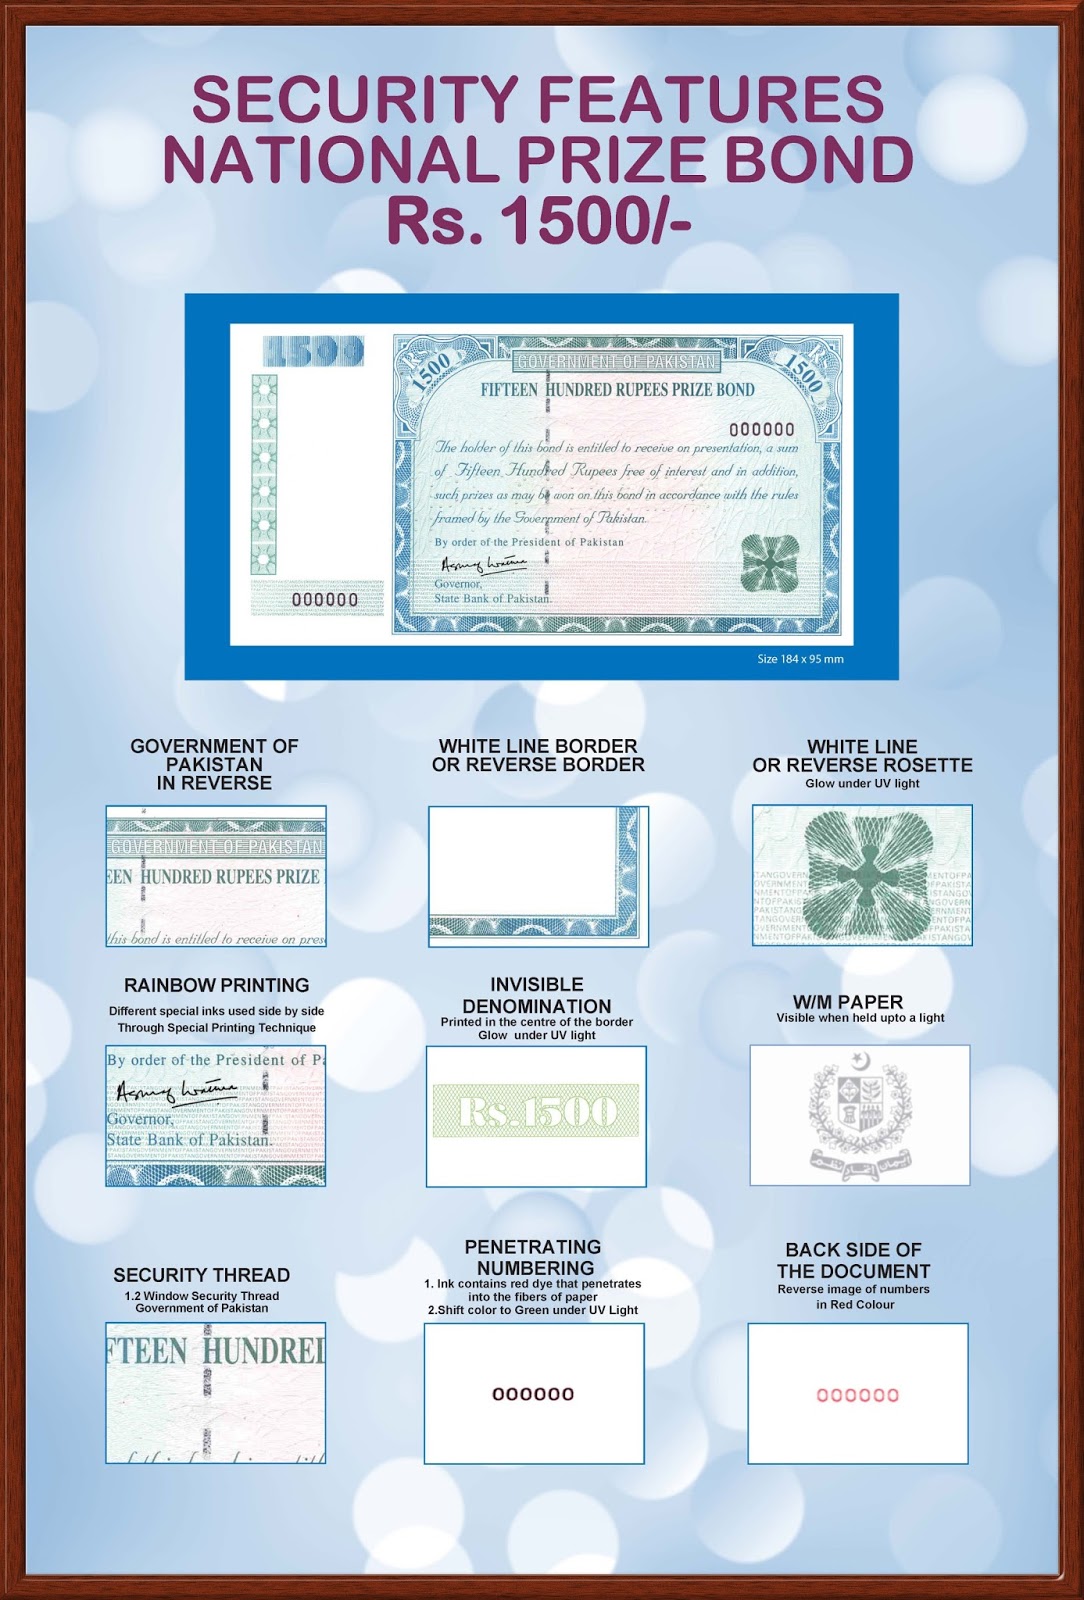 SECURITY FEATURES
NATIONAL PRIZE BOND
Rs. 1500/-
1500
RS 1500
GOVERNMENT OF PAKISTAN
RS 1500
FIFTEEN HUNDRED RUPEES PRIZE BOND
000000
The holder of this bond is entitled to receive on presentation, a sum
of Fifteen Hundred Rupees free of interest and in addition,
such prizes as may be won on this bond in accordance with the rules
framed by the Government of Pakistan.
By order of the President of Pakistan
Governor,
State Bank of Pakistan.
000000
Size 184 x 95 mm
GOVERNMENT OF
PAKISTAN
IN REVERSE
GOVERNMENT OF PAKISTAN
EEN HUNDRED RUPEES PRIZE
this bond is entitled to receive on pres
WHITE LINE BORDER
OR REVERSE BORDER
WHITE LINE
OR REVERSE ROSETTE
Glow under UV light
RAINBOW PRINTING
Different special inks used side by side
Through Special Printing Technique
By order of the President of Pa
Governor,
State Bank of Pakistan.
INVISIBLE
DENOMINATION
Printed in the centre of the border
Glow under UV light
Rs.1500
W/M PAPER
Visible when held upto a light
SECURITY THREAD
1.2 Window Security Thread
Government of Pakistan
FTEEN HUNDREI
PENETRATING
NUMBERING
1. Ink contains red dye that penetrates
into the fibers of paper
2.Shift color to Green under UV Light
000000
BACK SIDE OF
THE DOCUMENT
Reverse image of numbers
in Red Colour
000000